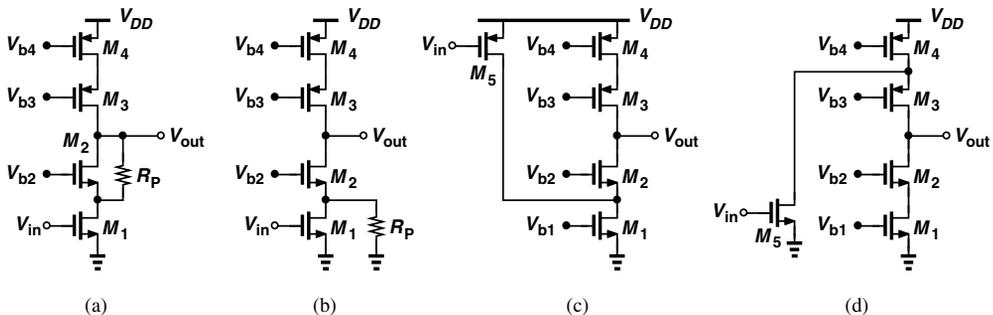 V_DD V_DD V_DD V_DD
V_b4 M_4 V_b4 M_4 V_in M_5 V_b4 M_4 V_b4 M_4
V_b3 M_3 V_b3 M_3 V_b3 M_3 V_b3 M_3
M_2 V_out V_out V_out V_out
V_b2 R_P V_b2 M_2 V_b2 M_2 V_b2 M_2
V_in M_1 V_in M_1 R_P V_b1 M_1 V_in M_5 V_b1 M_1
(a) (b) (c) (d)